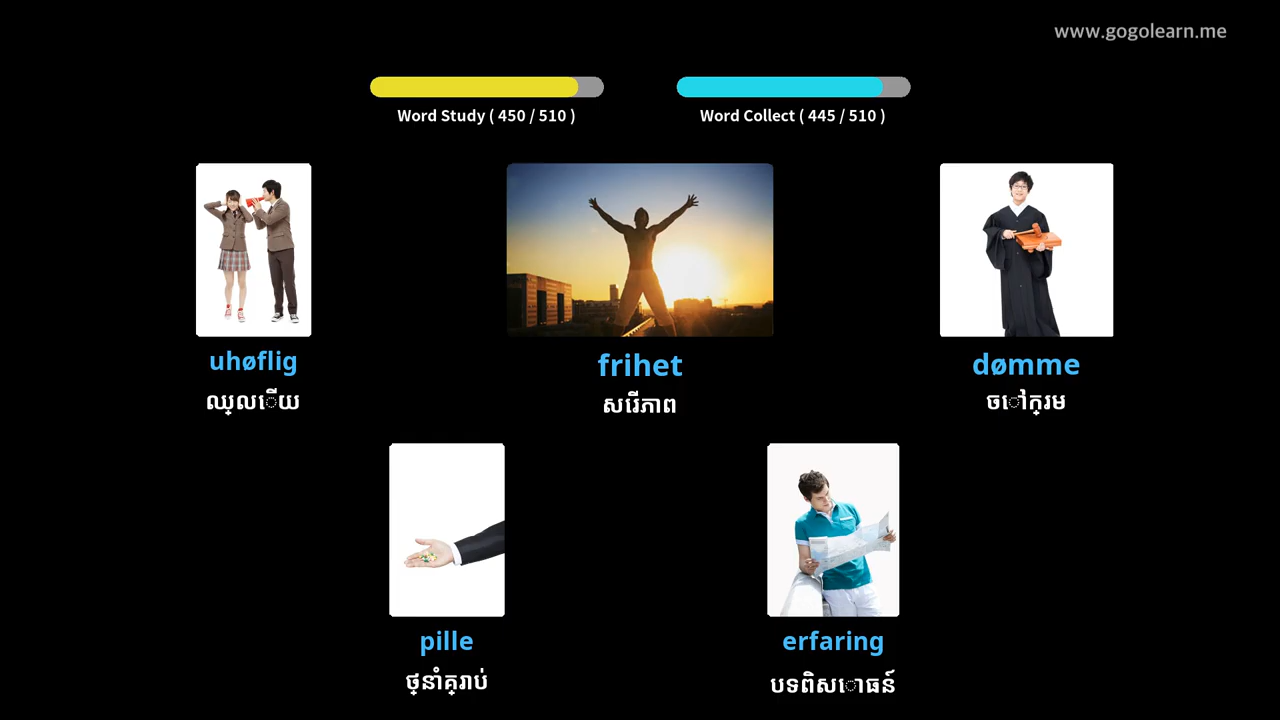 www.gogolearn.me
Word Study ( 450 / 510 )
Word Collect ( 445 / 510 )
uhøflig
ឈ្លើយ
frihet
សេរីភាព
dømme
ចៅក្រម
pille
ថ្នាំគ្រាប់
erfaring
បទពិសោធន៍